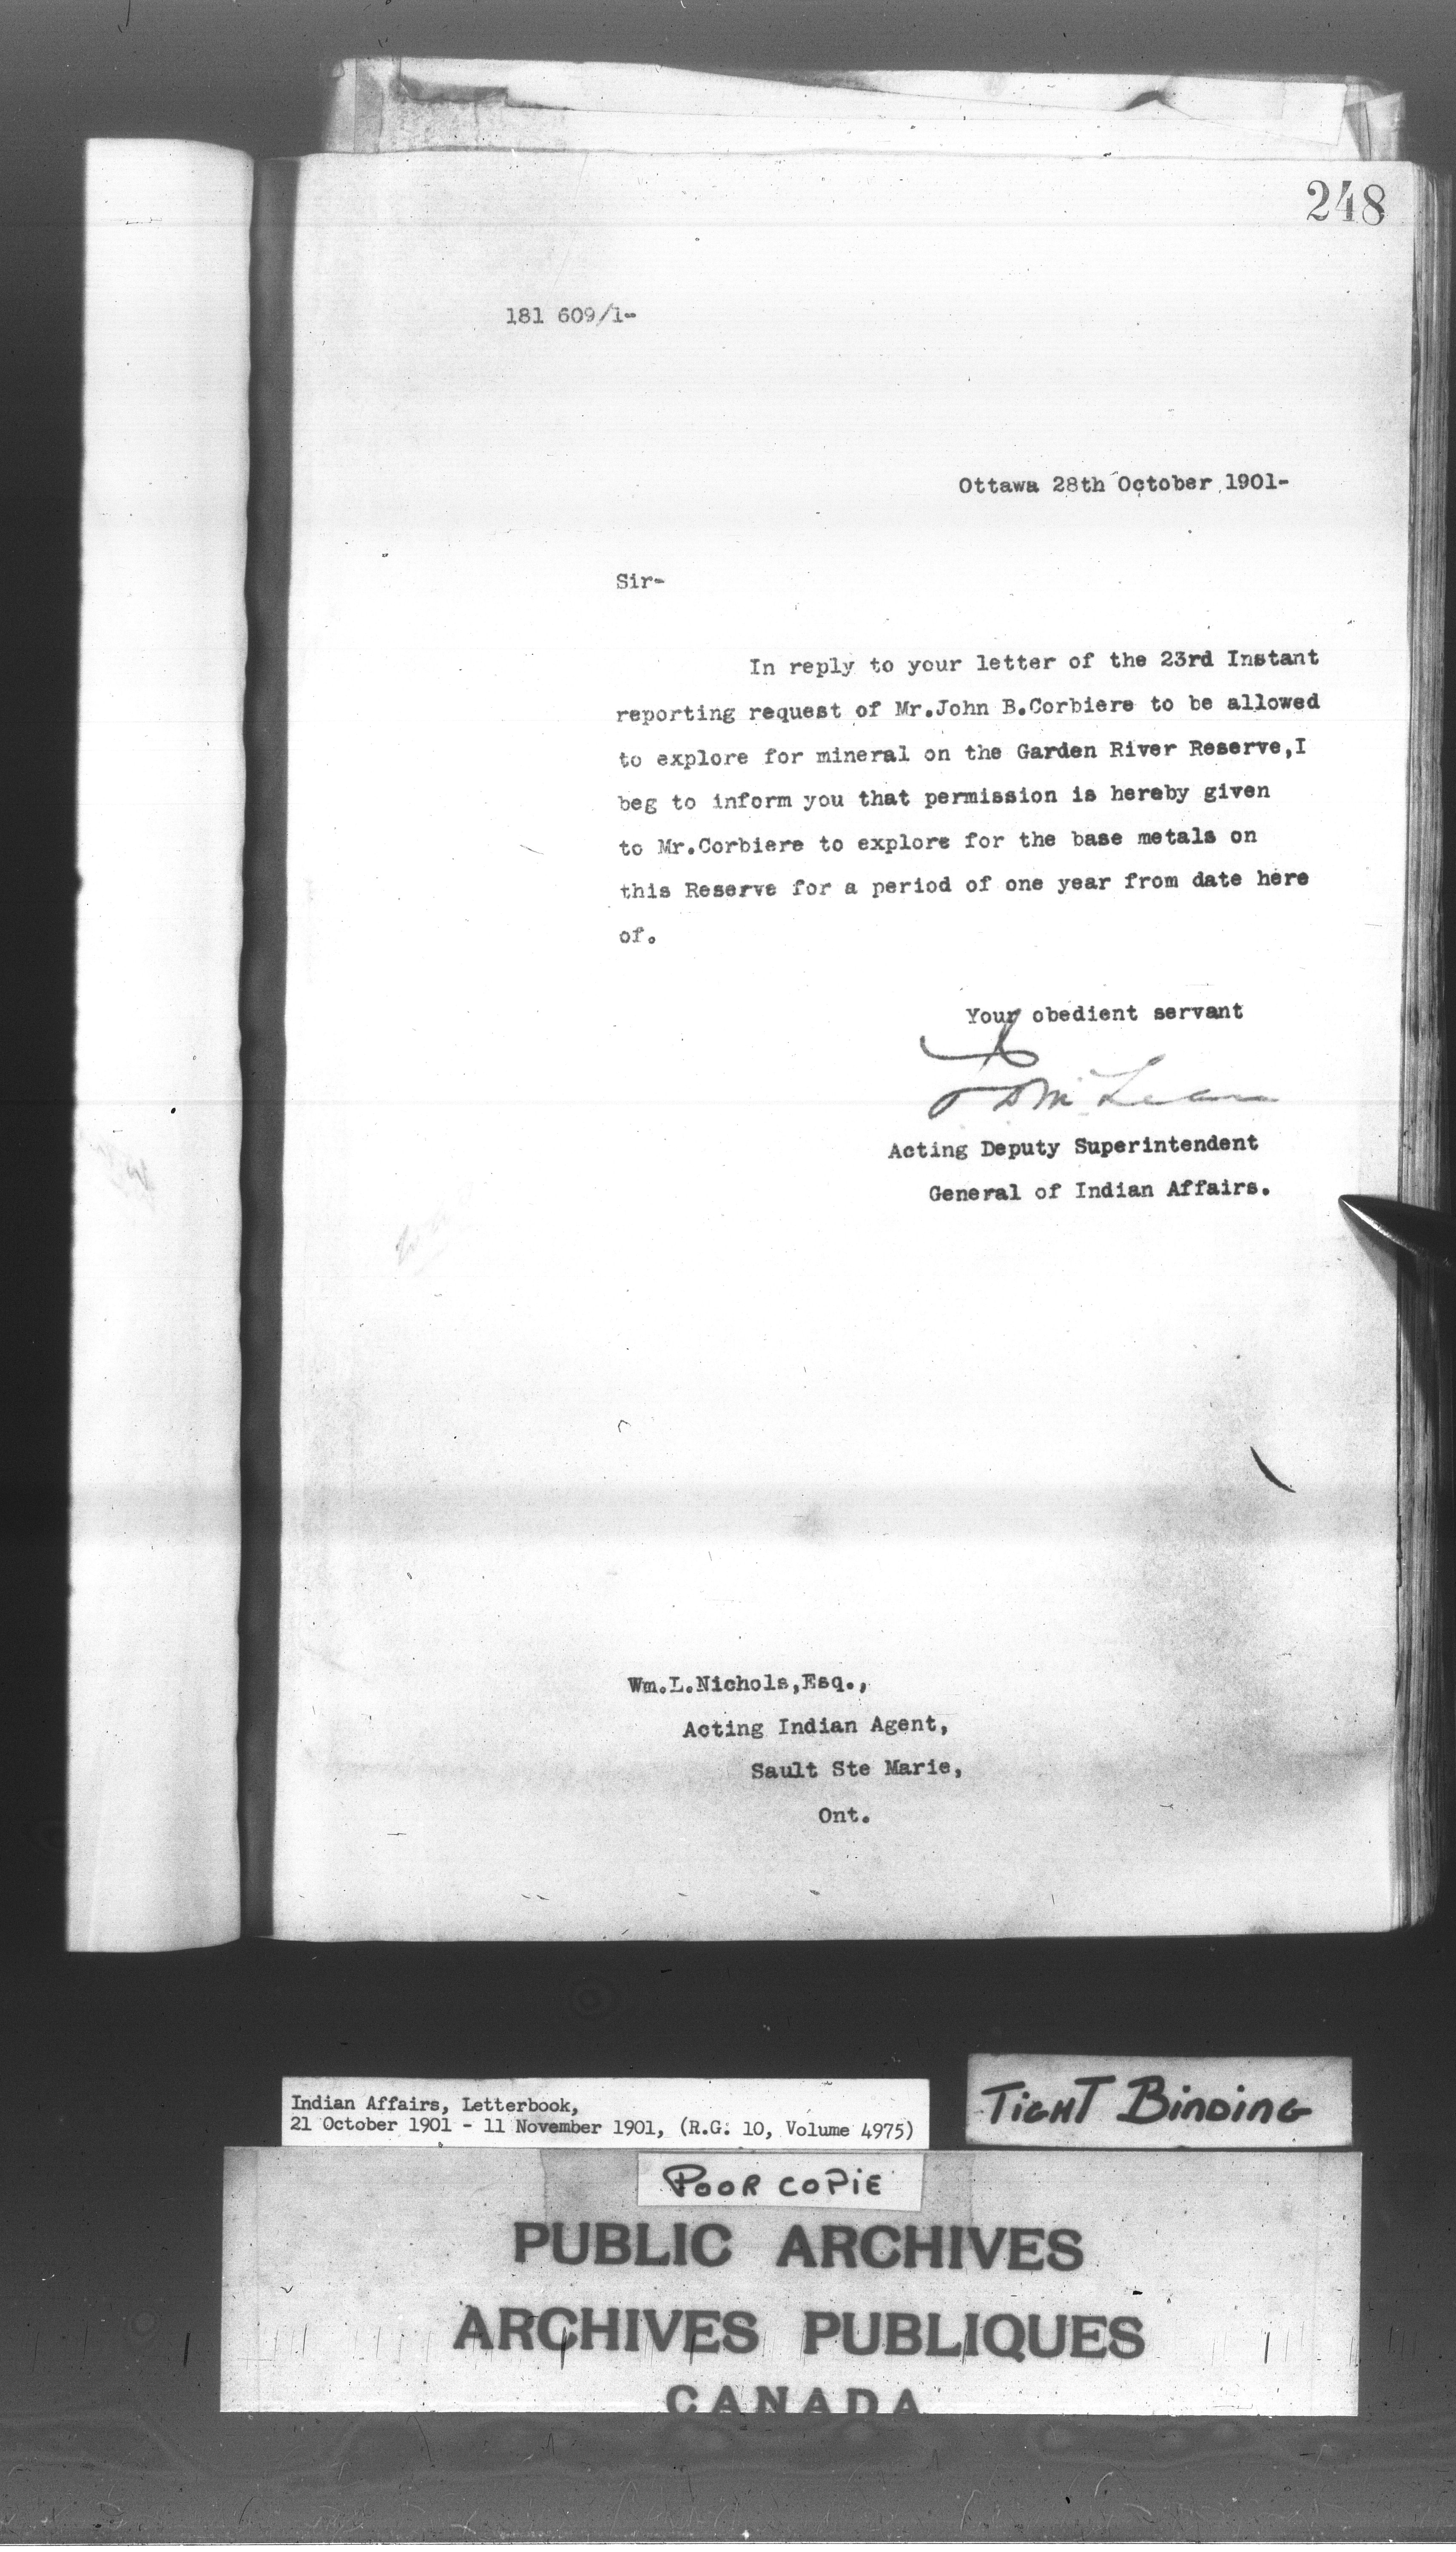 248
181 609/1-
Ottawa 28th October 1901-
Sir-
In reply to your letter of the 23rd Instant
reporting request of Mr.John B.Corbiere to be allowed
to explore for mineral on the Garden River Reserve,I
beg to inform you that permission is hereby given
to Mr.Corbiere to explore for the base metals on
this Reserve for a period of one year from date here
of.
Your obedient servant
McLean
Acting Deputy Superintendent
General of Indian Affairs.
Wm.L.Nichols,Esq.,
Acting Indian Agent,
Sault Ste Marie,
Ont.
Indian Affairs, Letterbook,
21 October 1901 - 11 November 1901, (R.G. 10, Volume 4975)
TIGHT BINDING
POOR COPIE
PUBLIC ARCHIVES
ARCHIVES PUBLIQUES
CANADA